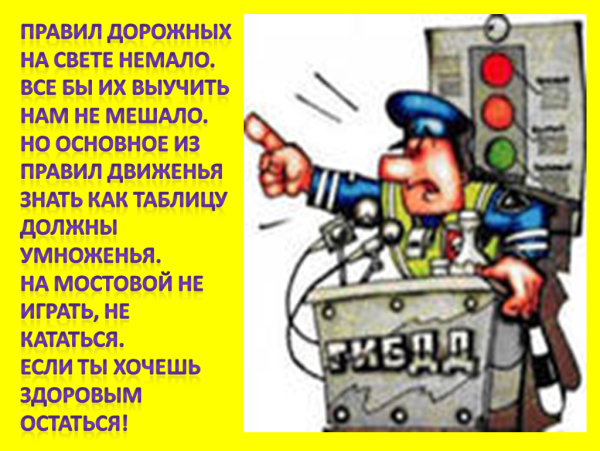 ПРАВИЛ ДОРОЖНЫХ
НА СВЕТЕ НЕМАЛО.
ВСЕ БЫ ИХ ВЫУЧИТЬ
НАМ НЕ МЕШАЛО.
НО ОСНОВНОЕ ИЗ
ПРАВИЛ ДВИЖЕНЬЯ
ЗНАТЬ КАК ТАБЛИЦУ
ДОЛЖНЫ
УМНОЖЕНЬЯ.
НА МОСТОВОЙ НЕ
ИГРАТЬ, НЕ
КАТАТЬСЯ.
ЕСЛИ ТЫ ХОЧЕШЬ
ЗДОРОВЫМ
ОСТАТЬСЯ!
ГИБДД